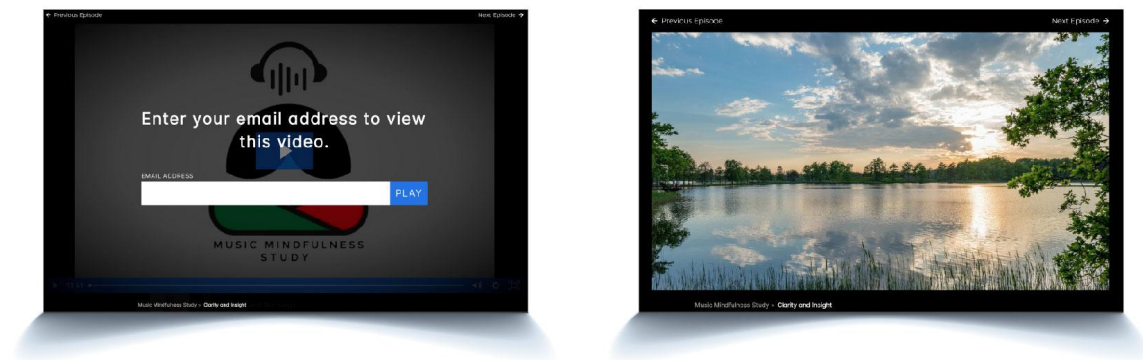 ← Previous Episode
Next Episode →
Enter your email address to view
this video.
EMAIL ADDRESS
PLAY
MUSIC MINDFULNESS
STUDY
Music Mindfulness Study > Clarity and Insight
← Previous Episode
Next Episode →
Music Mindfulness Study > Clarity and Insight